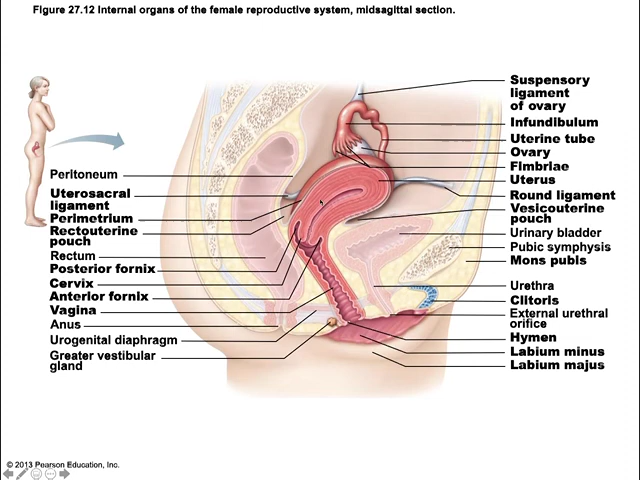 Figure 27.12 Internal organs of the female reproductive system, midsagittal section.
Peritoneum
Uterosacral
ligament
Perimetrium
Rectouterine
pouch
Rectum
Posterior fornix
Cervix
Anterior fornix
Vagina
Anus
Urogenital diaphragm
Greater vestibular
gland
Suspensory
ligament
of ovary
Infundibulum
Uterine tube
Ovary
Fimbriae
Uterus
Round ligament
Vesicouterine
pouch
Urinary bladder
Pubic symphysis
Mons pubis
Urethra
Clitoris
External urethral
orifice
Hymen
Labium minus
Labium majus
© 2013 Pearson Education, Inc.